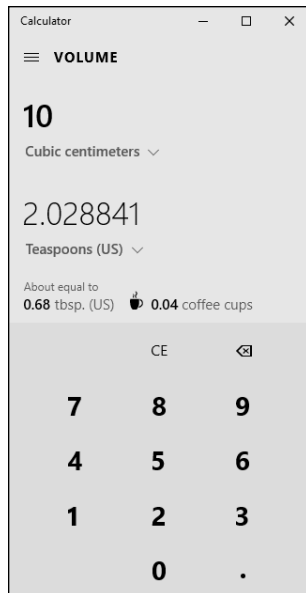 Calculator
VOLUME
10
Cubic centimeters
2.028841
Teaspoons (US)
About equal to
0.68 tbsp. (US) 0.04 coffee cups
CE
7 8 9
4 5 6
1 2 3
0 .